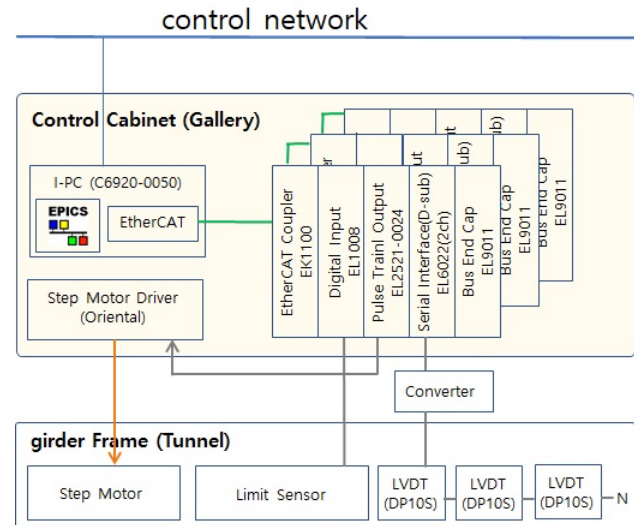 control network
Control Cabinet (Gallery)
I-PC (C6920-0050)
EPICS
EtherCAT
Step Motor Driver
(Oriental)
EtherCAT Coupler
EK1100
Digital Input
EL1008
Pulse Trainl Output
EL2521-0024
Serial Interface(D-sub)
EL6022(2ch)
Bus End Cap
EL9011
Bus End Cap
EL9011
Bus End Cap
EL9011
Converter
girder Frame (Tunnel)
Step Motor
Limit Sensor
LVDT
(DP10S)
LVDT
(DP10S)
LVDT
(DP10S)
N